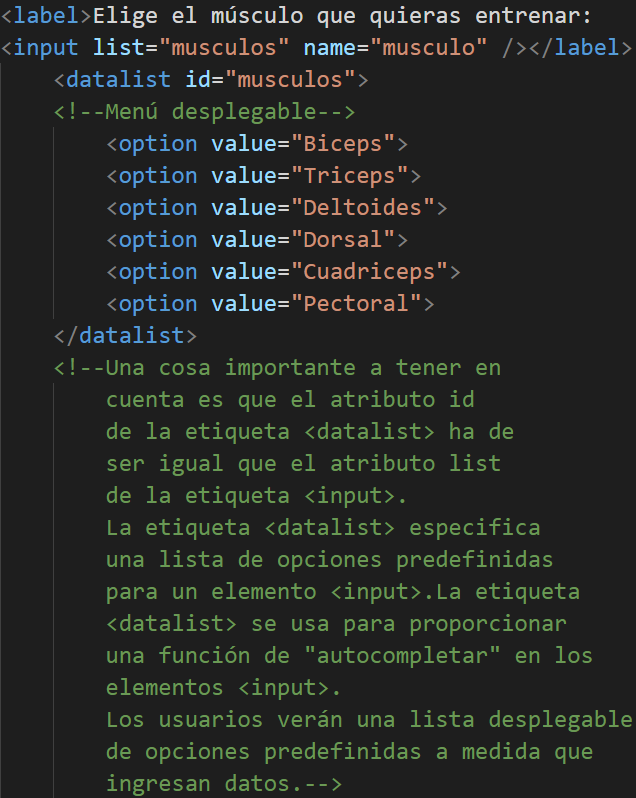 <label>Elige el músculo que quieras entrenar:
<input list="musculos" name="musculo" /></label>
<datalist id="musculos">
<!--Menú desplegable-->
<option value="Biceps">
<option value="Triceps">
<option value="Deltoides">
<option value="Dorsal">
<option value="Cuadriceps">
<option value="Pectoral">
</datalist>
<!--Una cosa importante a tener en
cuenta es que el atributo id
de la etiqueta <datalist> ha de
ser igual que el atributo list
de la etiqueta <input>.
La etiqueta <datalist> especifica
una lista de opciones predefinidas
para un elemento <input>.La etiqueta
<datalist> se usa para proporcionar
una función de "autocompletar" en los
elementos <input>.
Los usuarios verán una lista desplegable
de opciones predefinidas a medida que
ingresan datos.-->